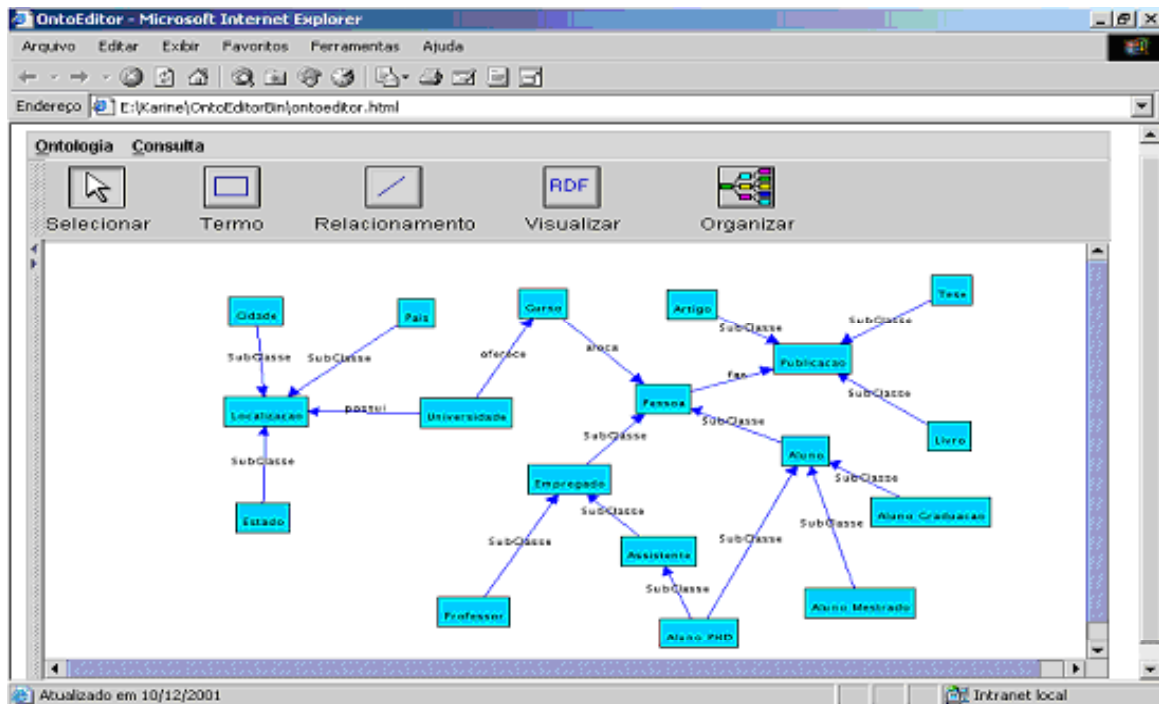 OntoEditor - Microsoft Internet Explorer
Arquivo Editar Exibir Favoritos Ferramentas Ajuda
Endereço E:\Karine\OntoEditorBin\ontoeditor.html
Ontologia Consulta
RDF
Selecionar Termo Relacionamento Visualizar Organizar
Tese
Cidade Pais Curso Artigo
SubClasse SubClasse
SubClasse SubClasse oferece aloca Publicacao
faz
SubClasse
Localizacao possui Universidade Pessoa
SubClasse
SubClasse Livro
SubClasse Aluno
Empregado SubClasse
Estado SubClasse SubClasse Aluno Graduacao
SubClasse Assistente SubClasse
SubClasse
Professor Aluno Mestrado
Aluno PHD
Atualizado em 10/12/2001 Intranet local